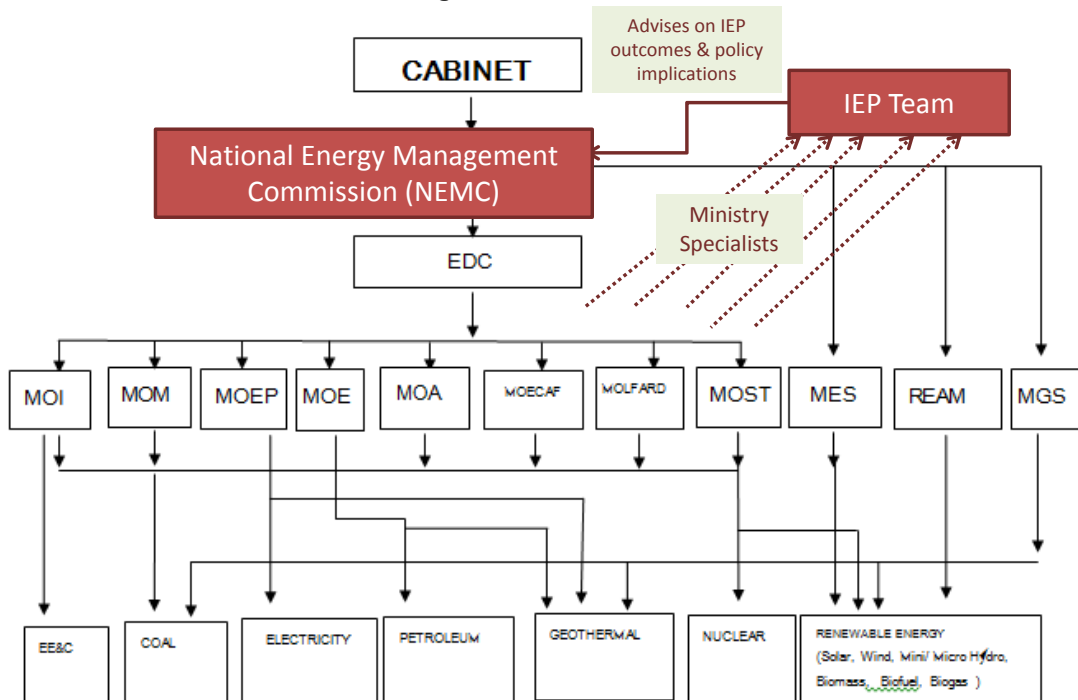 Advises on IEP
outcomes & policy
implications
CABINET
IEP Team
National Energy Management
Commission (NEMC)
Ministry
Specialists
EDC
MOI
MOM
MOEP
MOE
MOA
MOECAF
MOLFARD
MOST
MES
REAM
MGS
EE&C
COAL
ELECTRICITY
PETROLEUM
GEOTHERMAL
NUCLEAR
RENEWABLE ENERGY
(Solar, Wind, Mini/ Micro Hydro,
Biomass, Biofuel, Biogas )